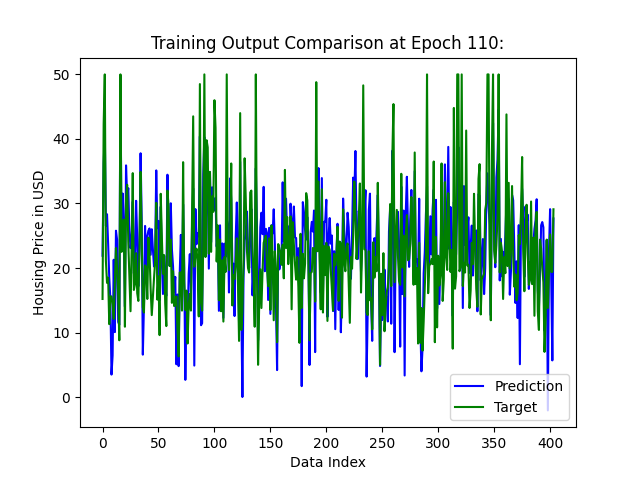 Training Output Comparison at Epoch 110:
50
40
30
20
10
0
Housing Price in USD
0 50 100 150 200 250 300 350 400
Data Index
Prediction
Target